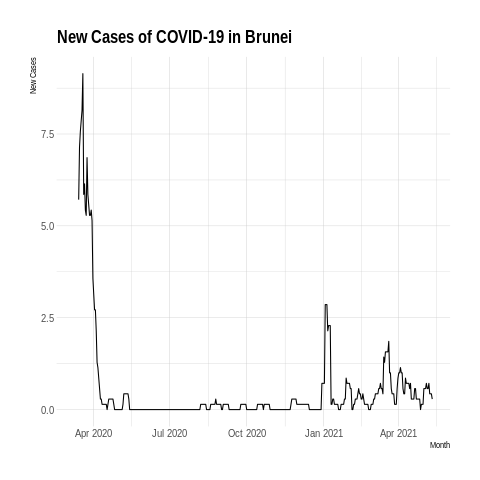 New Cases of COVID-19 in Brunei
New Cases
7.5
5.0
2.5
0.0
Apr 2020 Jul 2020 Oct 2020 Jan 2021 Apr 2021
Month